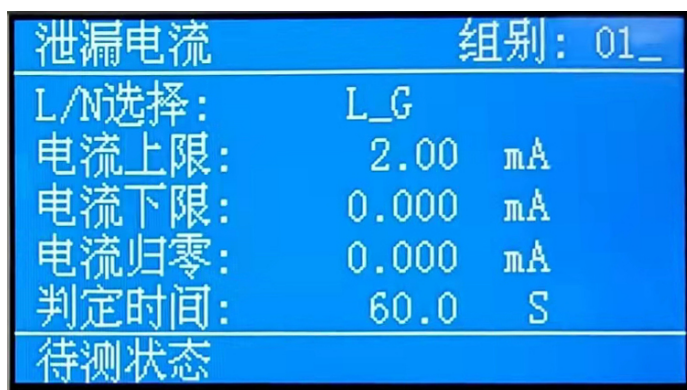 泄漏电流 组别: 01_
L/N选择: L_G
电流上限: 2.00 mA
电流下限: 0.000 mA
电流归零: 0.000 mA
判定时间: 60.0 S
待测状态